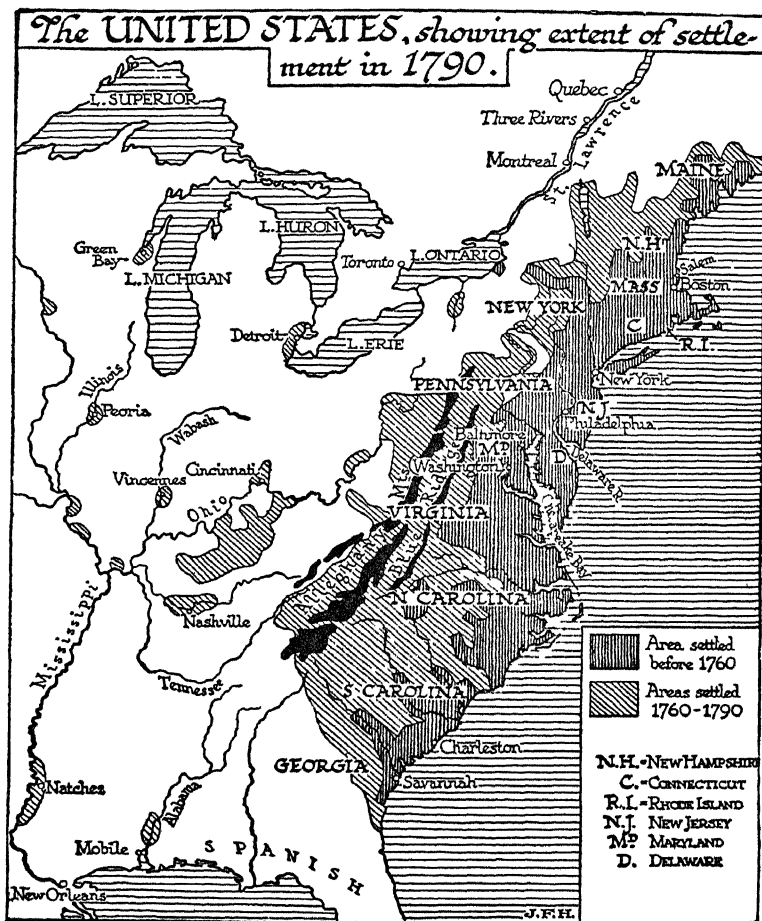 The UNITED STATES, showing extent of settle-
ment in 1790.
L. SUPERIOR
Quebec
Three Rivers
St. Lawrence
Montreal
MAINE
L. HURON
N.H.
Green
Bay
Toronto
L. ONTARIO
Salem
L. MICHIGAN
MASS
Boston
NEW YORK
Detroit
C
R.I.
L. ERIE
Illinois
PENNSYLVANIA
New York
Peoria
N.J.
Wabash
Philadelphia
Baltimore
MD
Washington
D
Delaware R.
Cincinnati
Vincennes
Mts
Blue Ridge
Ohio
VIRGINIA
Chesapeake Bay
Allegheny
N CAROLINA
Nashville
Mississippi
Tennessee
S. CAROLINA
Area settled
before 1760
Areas settled
1760-1790
Charleston
GEORGIA
Savannah
Natches
Alabama
Mobile
SPANISH
New Orleans
N.H.-NEW HAMPSHIRE
C.-CONNECTICUT
R.I.-RHODE ISLAND
N.J. NEW JERSEY
MD MARYLAND
D. DELAWARE
J.F.H.